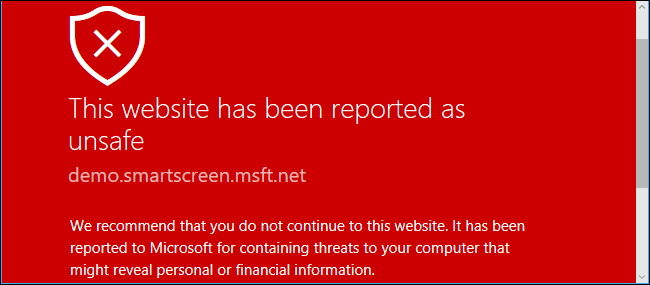 This website has been reported as
unsafe
demo.smartscreen.msft.net
We recommend that you do not continue to this website. It has been
reported to Microsoft for containing threats to your computer that
might reveal personal or financial information.